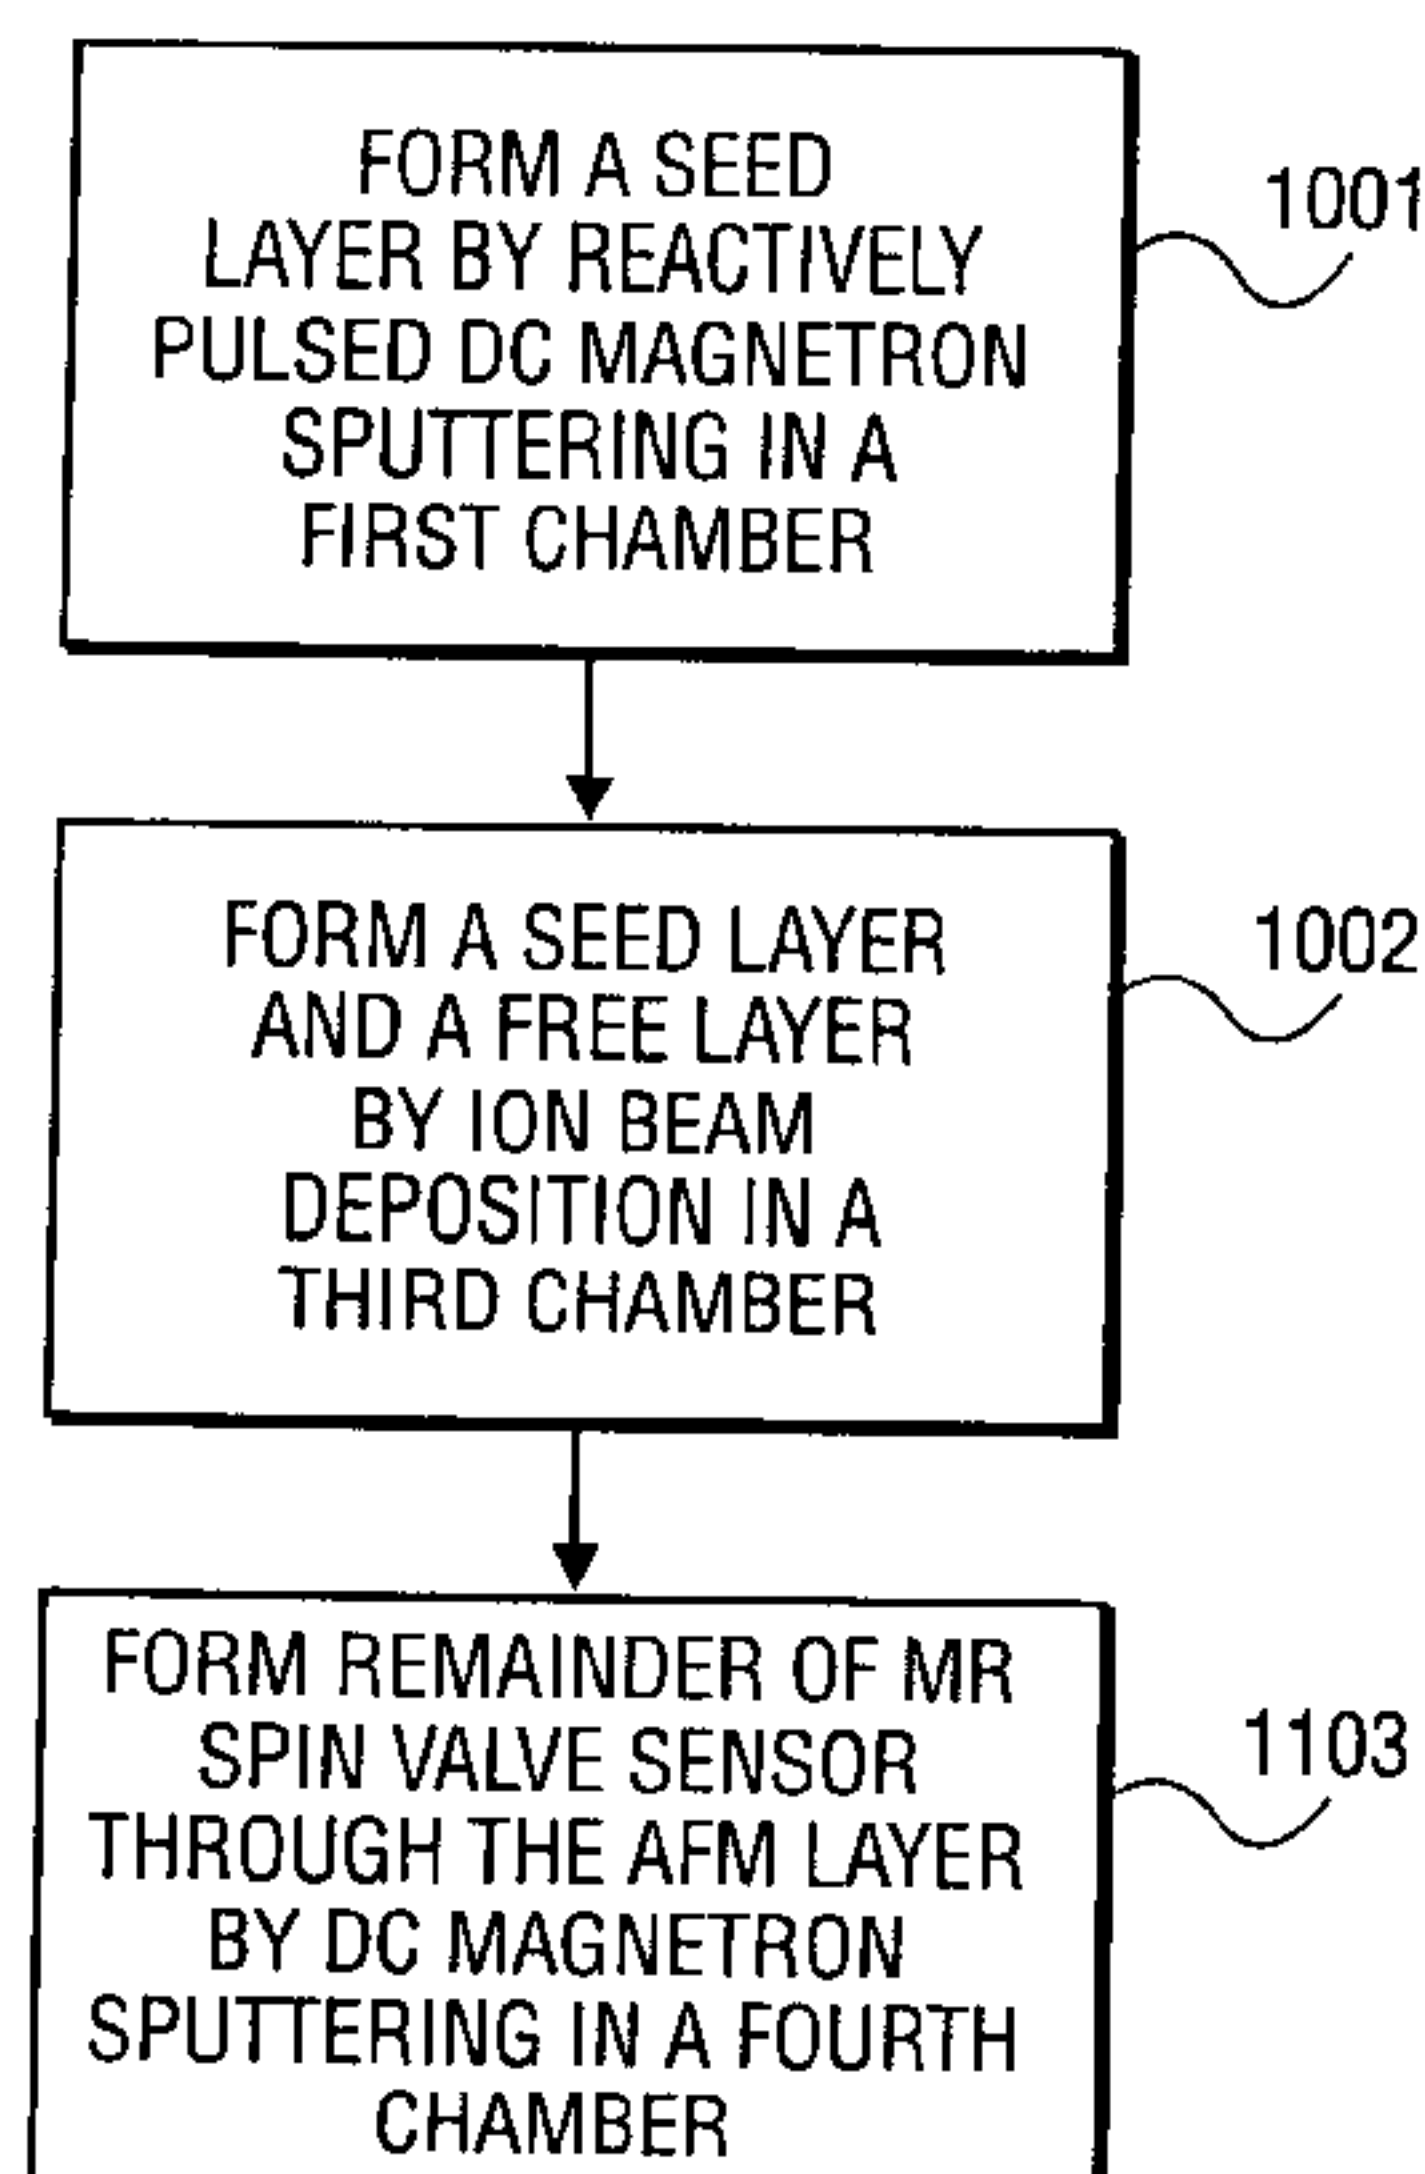 FORM A SEED
LAYER BY REACTIVELY
PULSED DC MAGNETRON
SPUTTERING IN A
FIRST CHAMBER
1001
FORM A SEED LAYER
AND A FREE LAYER
BY ION BEAM
DEPOSITION IN A
THIRD CHAMBER
1002
FORM REMAINDER OF MR
SPIN VALVE SENSOR
THROUGH THE AFM LAYER
BY DC MAGNETRON
SPUTTERING IN A FOURTH
CHAMBER
1103